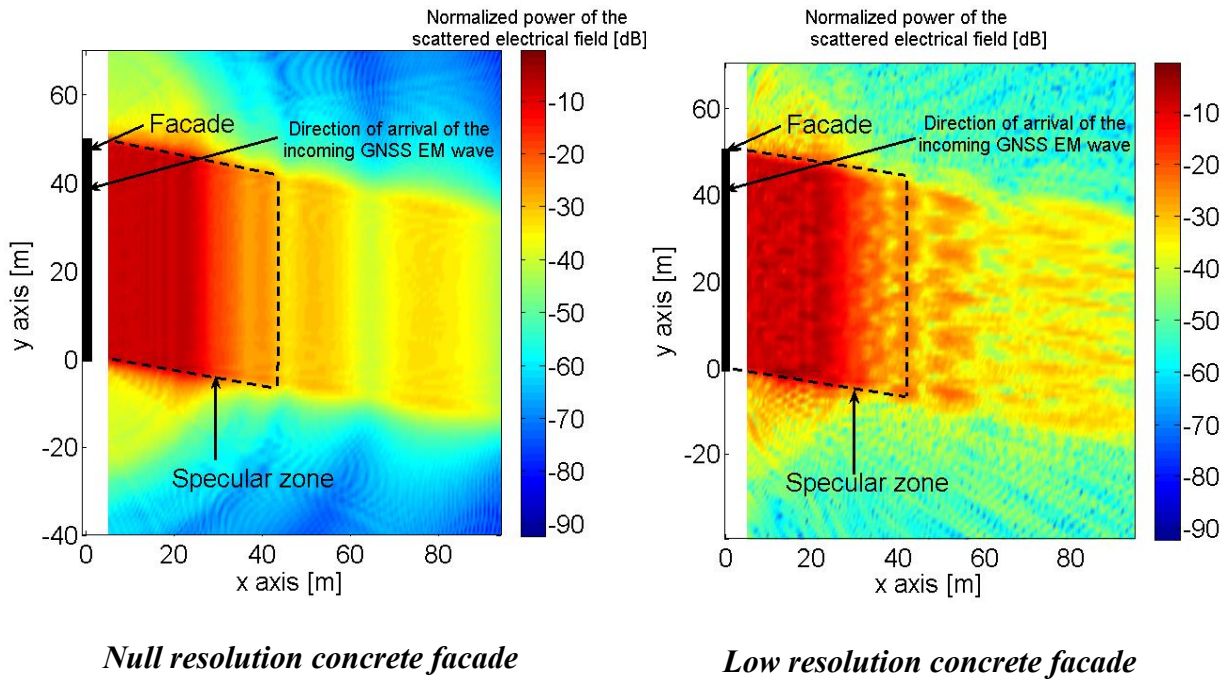 Normalized power of the
scattered electrical field [dB]
Facade
Direction of arrival of the
incoming GNSS EM wave
Specular zone
y axis [m]
60
40
20
0
-20
-40
0
20
40
60
80
x axis [m]
-10
-20
-30
-40
-50
-60
-70
-80
-90
Null resolution concrete facade
Normalized power of the
scattered electrical field [dB]
Facade
Direction of arrival of the
incoming GNSS EM wave
Specular zone
y axis [m]
60
40
20
0
20
40
0
20
40
60
80
x axis [m]
-10
-20
-30
-40
-50
-60
-70
-80
-90
Low resolution concrete facade